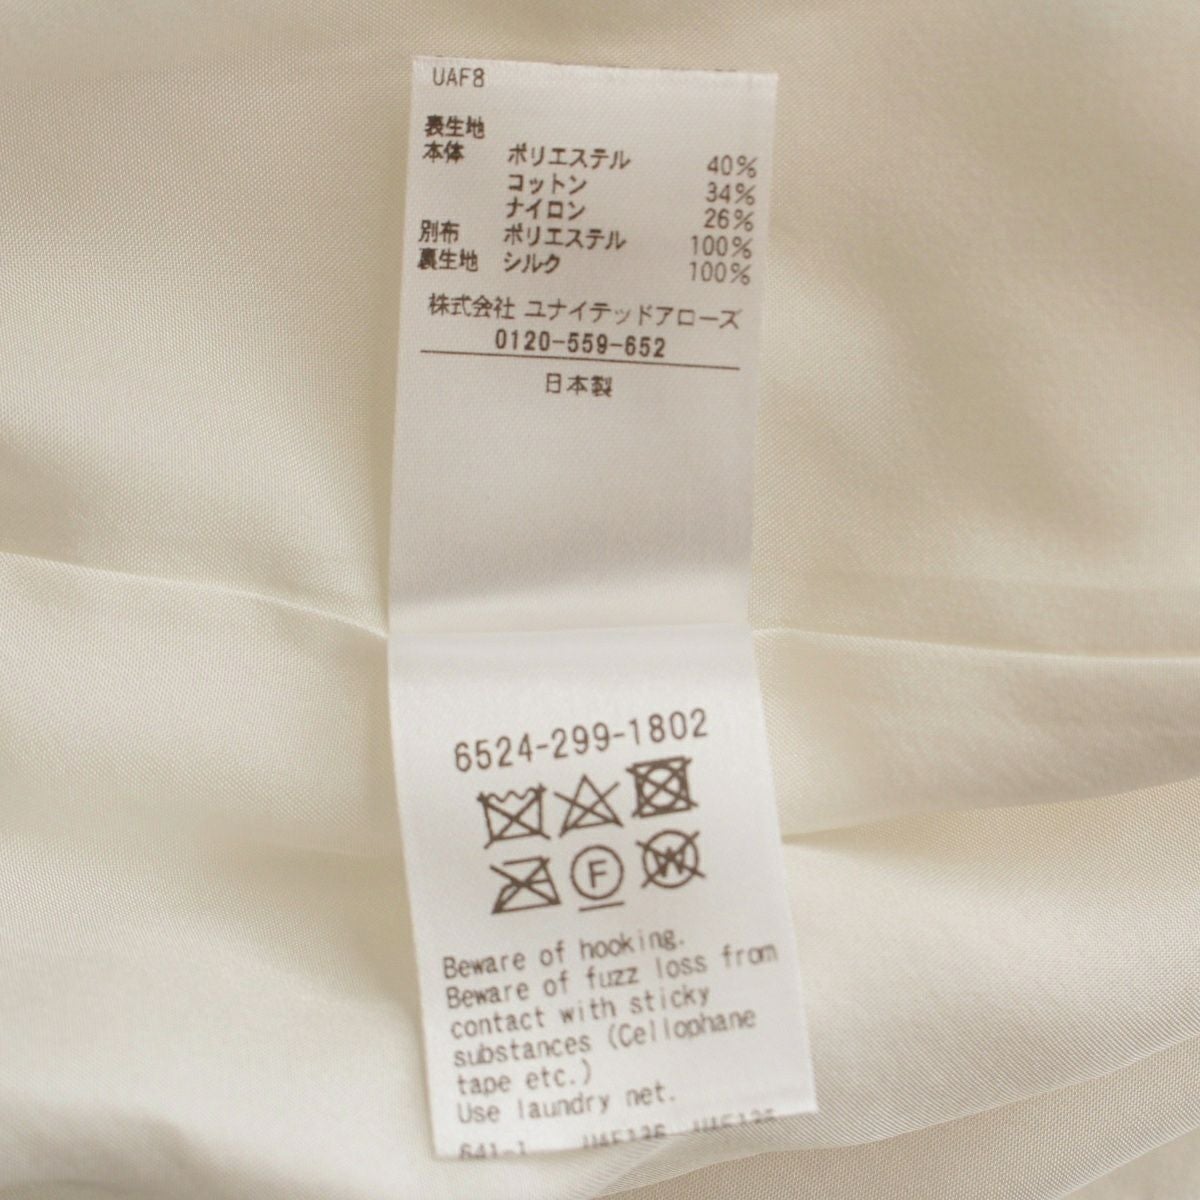 UAF8
表生地
本体 ポリエステル 40%
コットン 34%
ナイロン 26%
別布 ポリエステル 100%
裏生地 シルク 100%
株式会社 ユナイテッドアローズ
0120-559-652
日本製
6524-299-1802
F
W
Beware of hooking.
Beware of fuzz loss from
contact with sticky
substances (Cellophane
tape etc.)
Use laundry net.
641-1